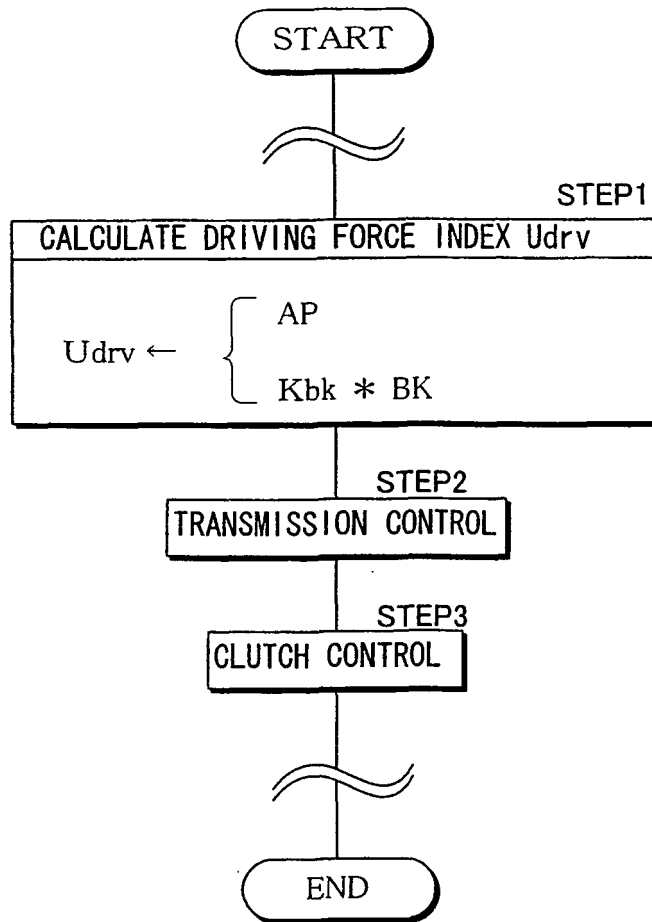 START
STEP1
CALCULATE DRIVING FORCE INDEX Udrv
AP
Udrv ←
Kbk * BK
STEP2
TRANSMISSION CONTROL
STEP3
CLUTCH CONTROL
END